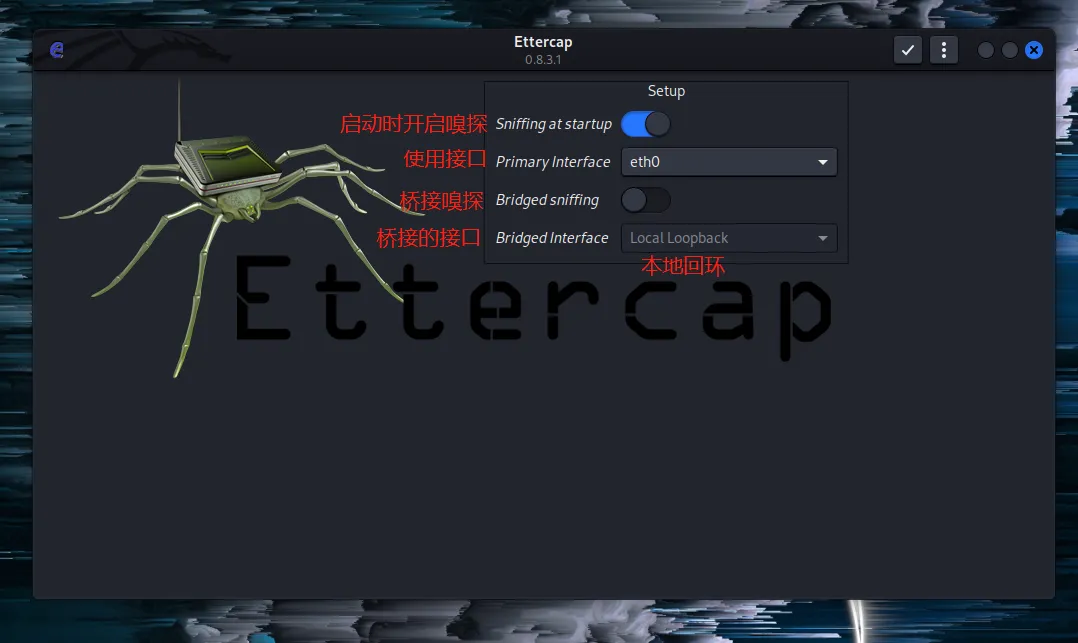 Ettercap
0.8.3.1
Setup
启动时开启嗅探 Sniffing at startup
使用接口 Primary Interface eth0
桥接嗅探 Bridged sniffing
桥接的接口 Bridged Interface Local Loopback
本地回环
Ettercap